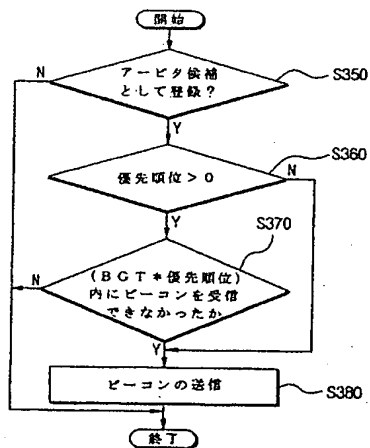 開始
アービタ候補
として登録？
N
S350
Y
S360
優先順位＞0
N
Y
S370
(BGT*優先順位)
内にビーコンを受信
できなかったか
N
Y
ビーコンの送信
S380
終了